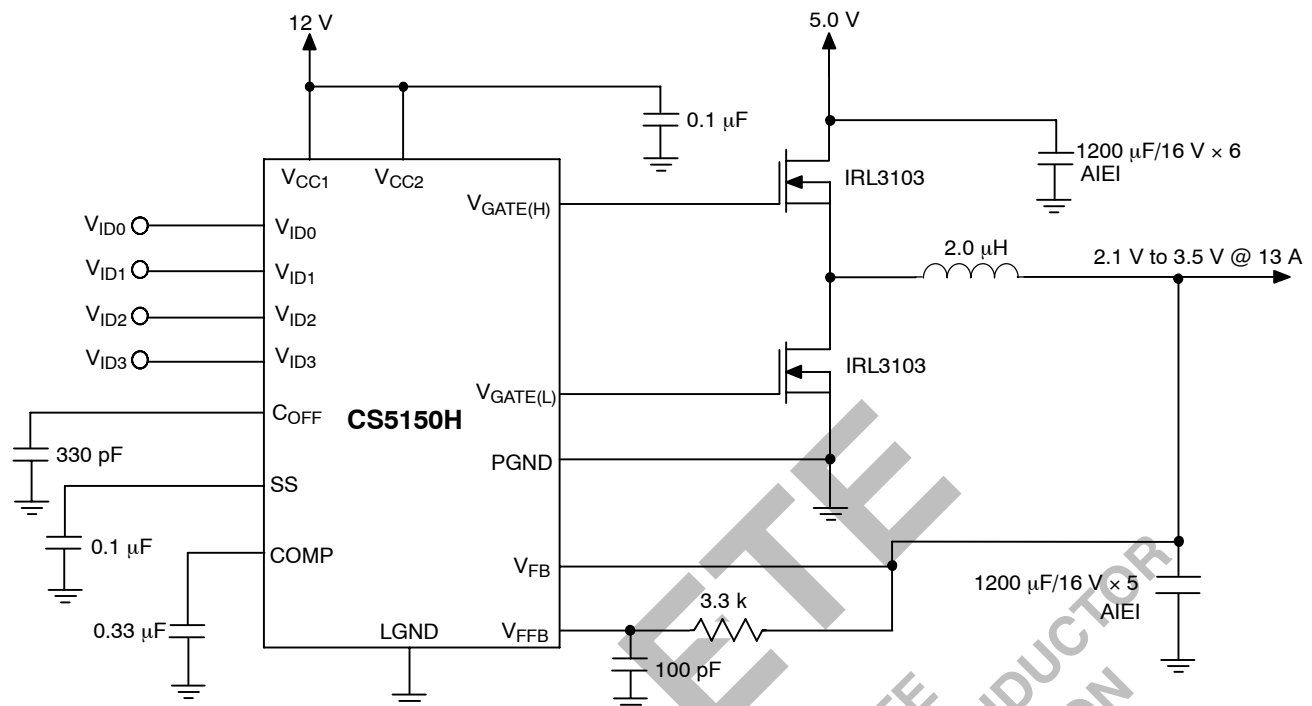 12 V
5.0 V
0.1 μF
1200 μF/16 V × 6
AIEI
VCC1
VCC2
IRL3103
VGATE(H)
VID0
VID0
2.0 μH
2.1 V to 3.5 V @ 13 A
VID1
VID1
VID2
VID2
VID3
VID3
IRL3103
VGATE(L)
COFF
CS5150H
330 pF
PGND
SS
0.1 μF
COMP
VFB
1200 μF/16 V × 5
AIEI
3.3 k
0.33 μF
LGND
VFFB
100 pF
ETE